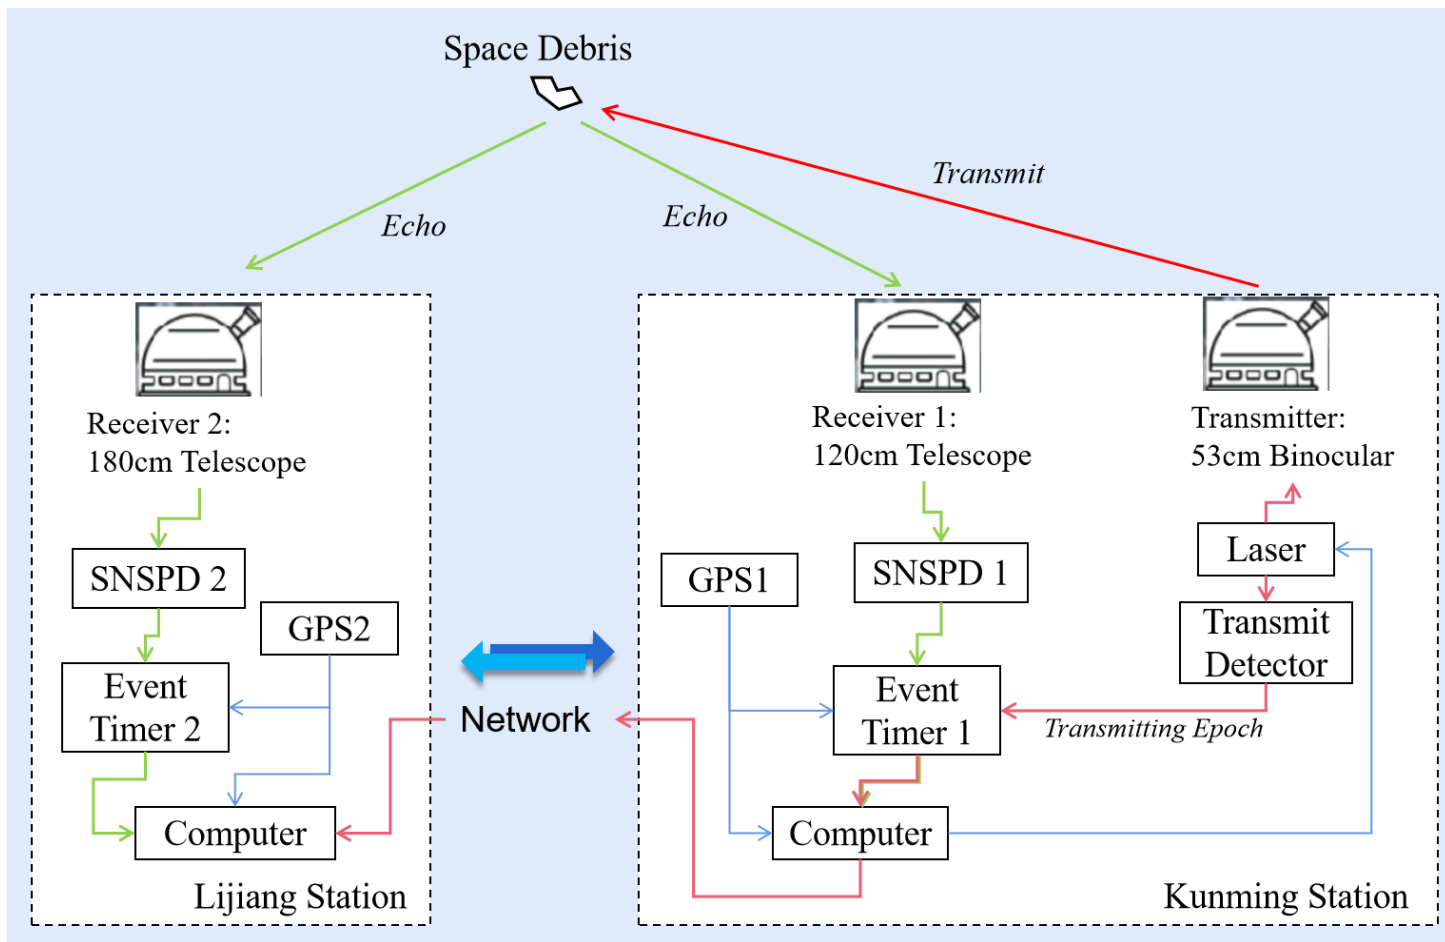 Space Debris
Transmit
Echo
Echo
Receiver 2:
180cm Telescope
SNSPD 2
GPS2
Event
Timer 2
Computer
Lijiang Station
Network
Receiver 1:
120cm Telescope
Transmitter:
53cm Binocular
GPS1
SNSPD 1
Laser
Transmit
Detector
Event
Timer 1
Transmitting Epoch
Computer
Kunming Station